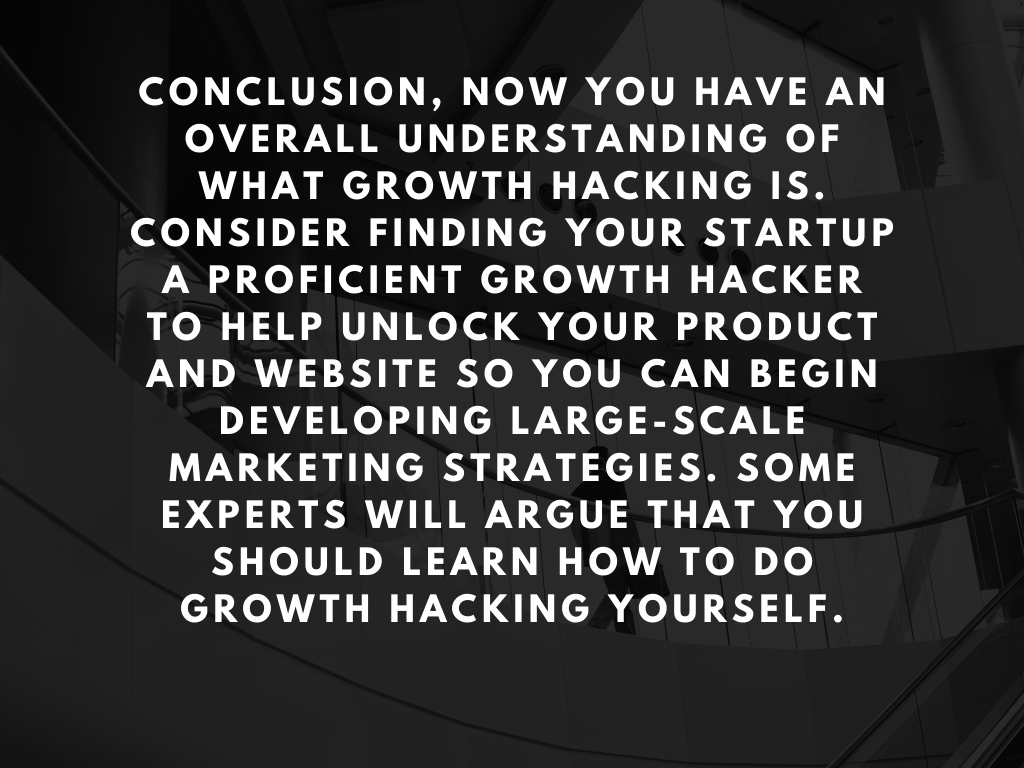 CONCLUSION, NOW YOU HAVE AN
OVERALL UNDERSTANDING OF
WHAT GROWTH HACKING IS.
CONSIDER FINDING YOUR STARTUP
A PROFICIENT GROWTH HACKER
TO HELP UNLOCK YOUR PRODUCT
AND WEBSITE SO YOU CAN BEGIN
DEVELOPING LARGE-SCALE
MARKETING STRATEGIES. SOME
EXPERTS WILL ARGUE THAT YOU
SHOULD LEARN HOW TO DO
GROWTH HACKING YOURSELF.